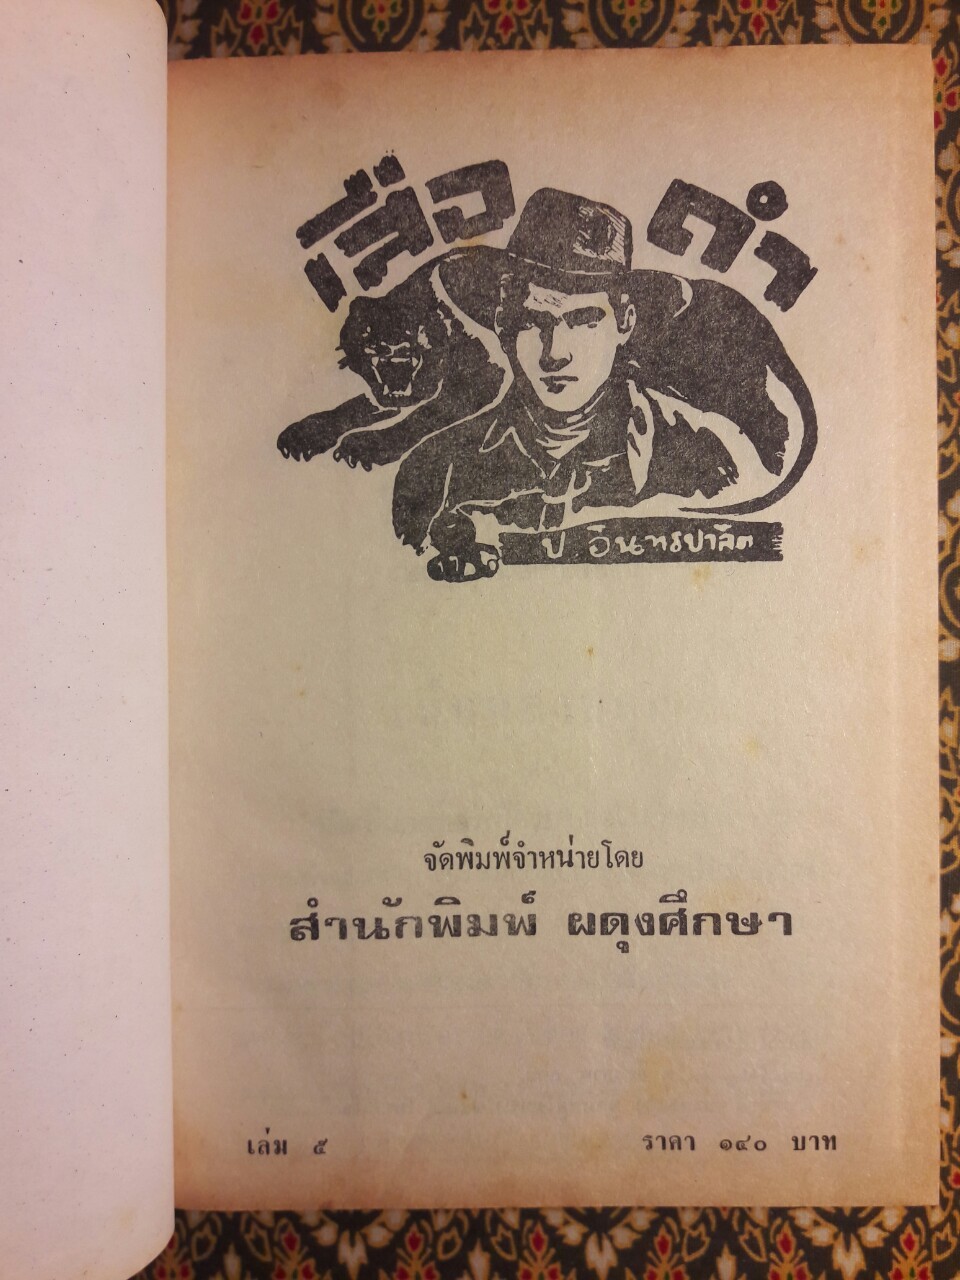 เสือ ดำ
ป. อินทรปาลิต
จัดพิมพ์จำหน่ายโดย
สำนักพิมพ์ ผดุงศึกษา
เล่ม ๕ ราคา ๑๔๐ บาท